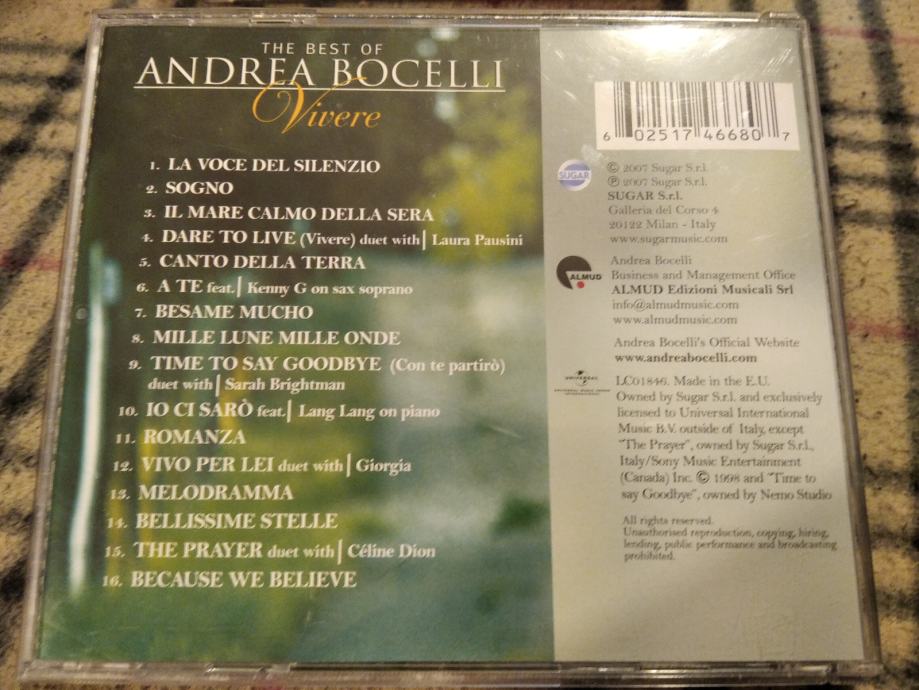 THE BEST OF
ANDREA BOCELLI
Vivere
1. LA VOCE DEL SILENZIO
2. SOGNO
3. IL MARE CALMO DELLA SERA
4. DARE TO LIVE (Vivere) duet with | Laura Pausini
5. CANTO DELLA TERRA
6. A TE feat. | Kenny G on sax soprano
7. BESAME MUCHO
8. MILLE LUNE MILLE ONDE
9. TIME TO SAY GOODBYE (Con te partirò)
duet with | Sarah Brightman
10. IO CI SARÒ feat. | Lang Lang on piano
11. ROMANZA
12. VIVO PER LEI duet with | Giorgia
13. MELODRAMMA
14. BELLISSIME STELLE
15. THE PRAYER duet with | Céline Dion
16. BECAUSE WE BELIEVE
6 02517 46680 7
SUGAR
© 2007 Sugar S.r.l.
℗ 2007 Sugar S.r.l.
SUGAR S.r.l.
Galleria del Corso 4
20122 Milan - Italy
www.sugarmusic.com
ALMUD
Andrea Bocelli
Business and Management Office
ALMUD Edizioni Musicali Srl
info@almudmusic.com
www.almudmusic.com
Andrea Bocelli's Official Website
www.andreabocelli.com
UNIVERSAL
UNIVERSAL MUSIC GROUP
INTERNATIONAL
LC01846. Made in the E.U.
Owned by Sugar S.r.l. and exclusively
licensed to Universal International
Music B.V. outside of Italy, except
"The Prayer", owned by Sugar S.r.l.,
Italy/Sony Music Entertainment
(Canada) Inc. © 1998 and "Time to
say Goodbye", owned by Nemo Studio
All rights reserved.
Unauthorised reproduction, copying, hiring,
lending, public performance and broadcasting
prohibited.